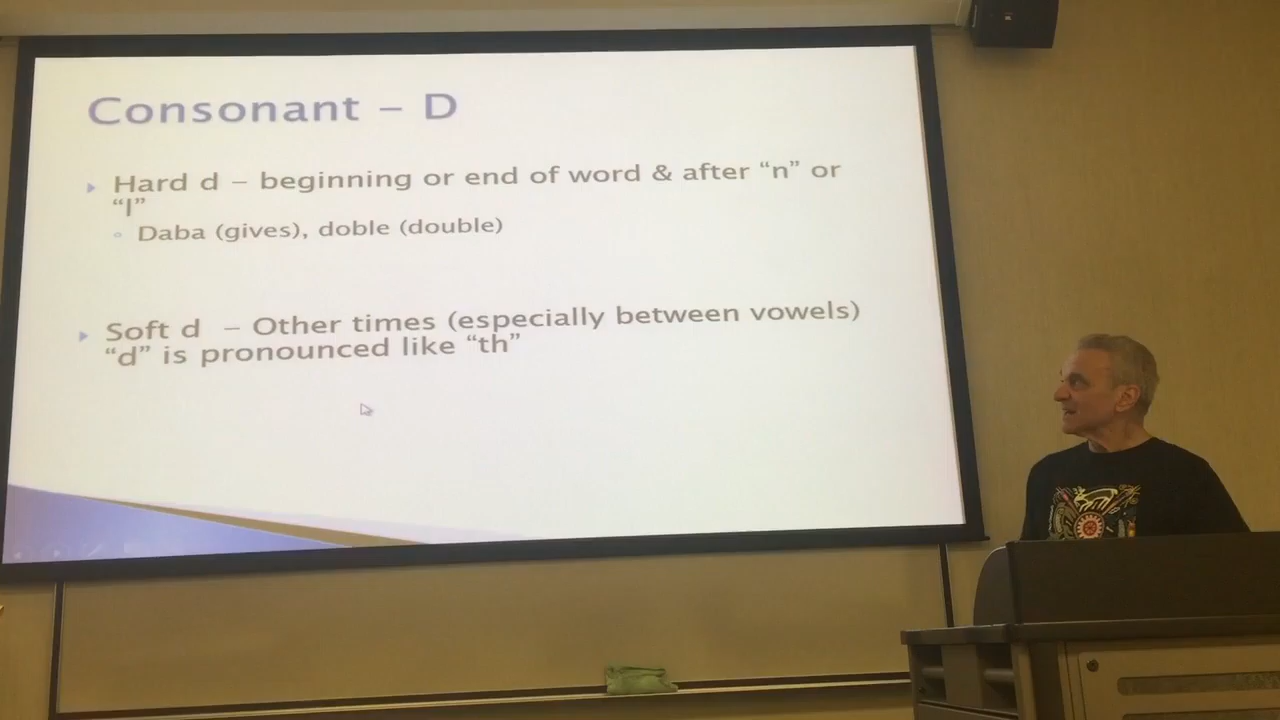 Consonant – D
Hard d – beginning or end of word & after “n” or
“l”
Daba (gives), doble (double)
Soft d – Other times (especially between vowels)
“d” is pronounced like “th”